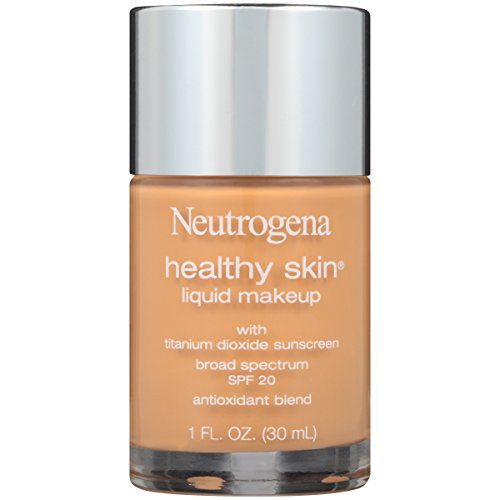 Neutrogena
healthy skin®
liquid makeup
with
titanium dioxide sunscreen
broad spectrum
SPF 20
antioxidant blend
1 FL. OZ. (30 mL)